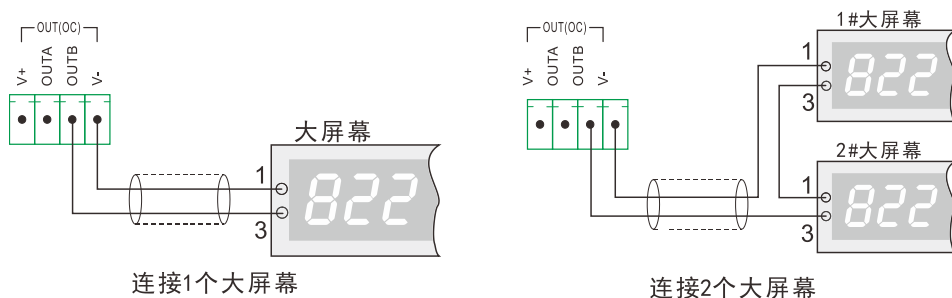 OUT(OC)
V+
OUTA
OUTB
V-
大屏幕
1
3
822
连接1个大屏幕
OUT(OC)
V+
OUTA
OUTB
V-
1#大屏幕
1
3
822
2#大屏幕
1
3
822
连接2个大屏幕